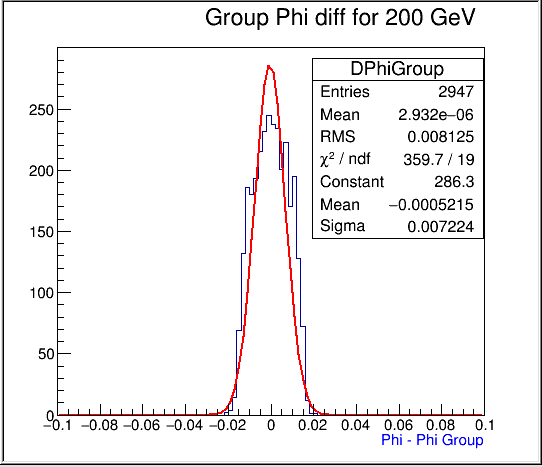 Group Phi diff for 200 GeV
DPhiGroup
Entries 2947
Mean 2.932e−06
RMS 0.008125
χ² / ndf 359.7 / 19
Constant 286.3
Mean −0.0005215
Sigma 0.007224
250
200
150
100
50
0
−0.1 −0.08 −0.06 −0.04 −0.02 0 0.02 0.04 0.06 0.08 0.1
Phi - Phi Group